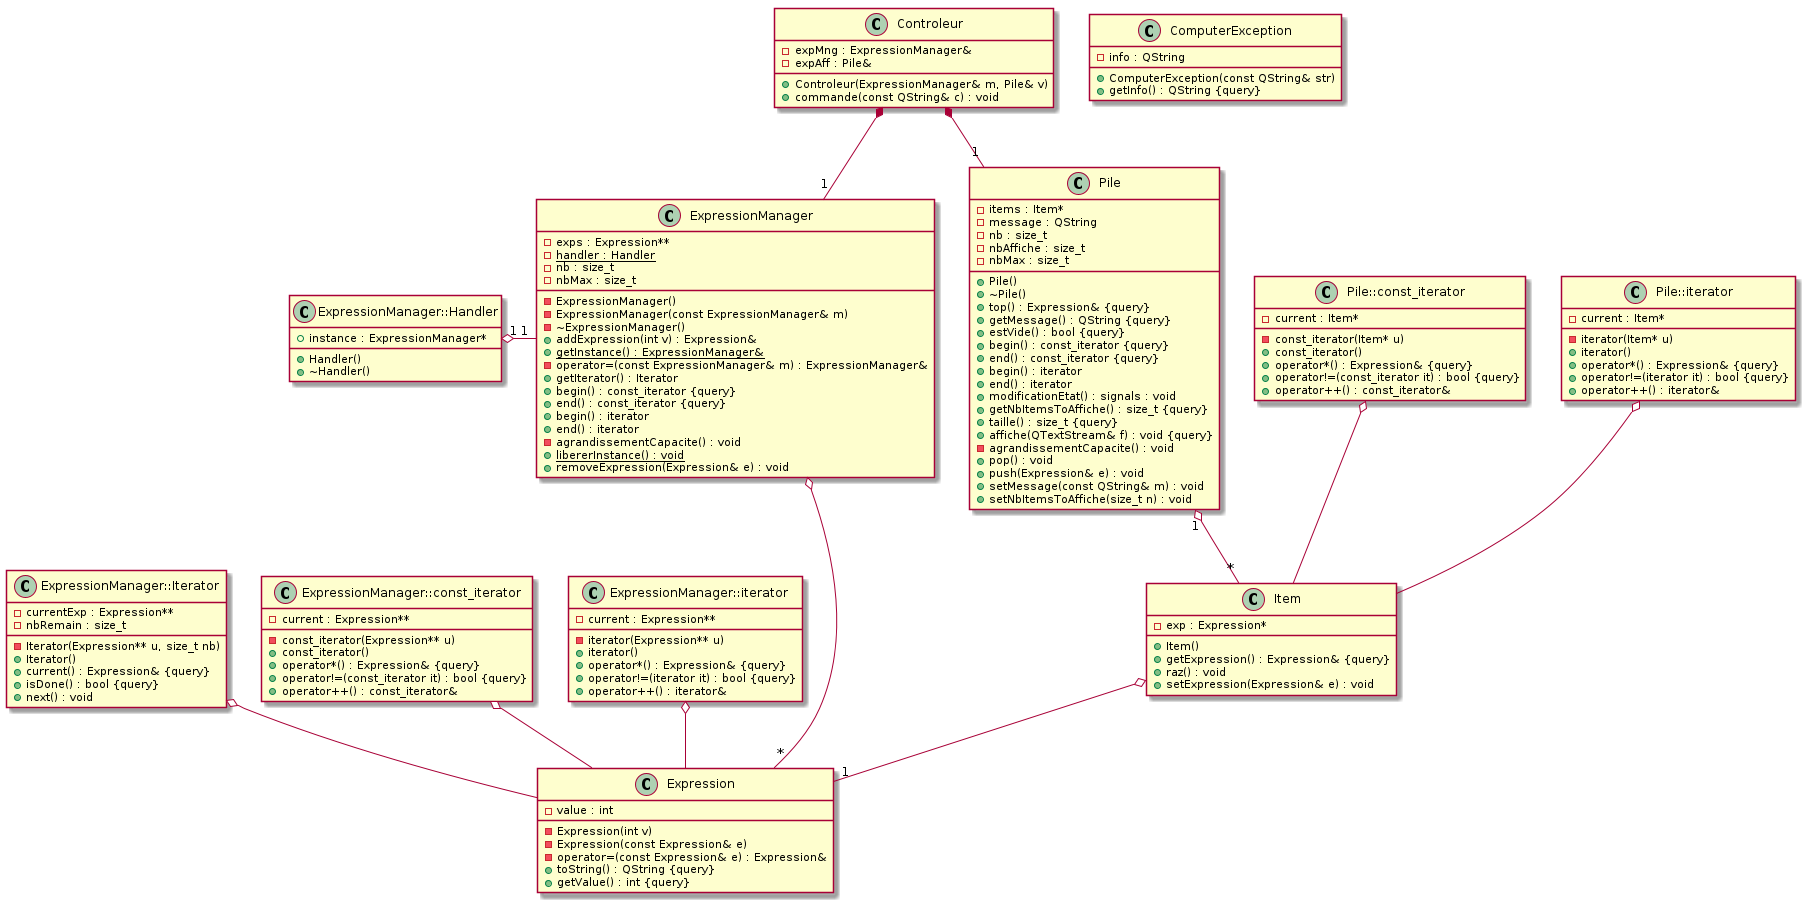 C Controleur
expMng : ExpressionManager&
expAff : Pile&
Controleur(ExpressionManager& m, Pile& v)
commande(const QString& c) : void
C ComputerException
info : QString
ComputerException(const QString& str)
getInfo() : QString {query}
1
1
C ExpressionManager
exps : Expression**
handler : Handler
nb : size_t
nbMax : size_t
ExpressionManager()
ExpressionManager(const ExpressionManager& m)
~ExpressionManager()
addExpression(int v) : Expression&
getInstance() : ExpressionManager&
operator=(const ExpressionManager& m) : ExpressionManager&
getIterator() : Iterator
begin() : const_iterator {query}
end() : const_iterator {query}
begin() : iterator
end() : iterator
agrandissementCapacite() : void
libererInstance() : void
removeExpression(Expression& e) : void
C Pile
items : Item*
message : QString
nb : size_t
nbAffiche : size_t
nbMax : size_t
Pile()
~Pile()
top() : Expression& {query}
getMessage() : QString {query}
estVide() : bool {query}
begin() : const_iterator {query}
end() : const_iterator {query}
begin() : iterator
end() : iterator
modificationEtat() : signals : void
getNbItemsToAffiche() : size_t {query}
taille() : size_t {query}
affiche(QTextStream& f) : void {query}
agrandissementCapacite() : void
pop() : void
push(Expression& e) : void
setMessage(const QString& m) : void
setNbItemsToAffiche(size_t n) : void
C Pile::const_iterator
current : Item*
const_iterator(Item* u)
const_iterator()
operator*() : Expression& {query}
operator!=(const_iterator it) : bool {query}
operator++() : const_iterator&
C Pile::iterator
current : Item*
iterator(Item* u)
iterator()
operator*() : Expression& {query}
operator!=(iterator it) : bool {query}
operator++() : iterator&
C ExpressionManager::Handler
instance : ExpressionManager*
Handler()
~Handler()
1 1
1
*
C ExpressionManager::Iterator
currentExp : Expression**
nbRemain : size_t
Iterator(Expression** u, size_t nb)
Iterator()
current() : Expression& {query}
isDone() : bool {query}
next() : void
C ExpressionManager::const_iterator
current : Expression**
const_iterator(Expression** u)
const_iterator()
operator*() : Expression& {query}
operator!=(const_iterator it) : bool {query}
operator++() : const_iterator&
C ExpressionManager::iterator
current : Expression**
iterator(Expression** u)
iterator()
operator*() : Expression& {query}
operator!=(iterator it) : bool {query}
operator++() : iterator&
C Item
exp : Expression*
Item()
getExpression() : Expression& {query}
raz() : void
setExpression(Expression& e) : void
*
1
C Expression
value : int
Expression(int v)
Expression(const Expression& e)
operator=(const Expression& e) : Expression&
toString() : QString {query}
getValue() : int {query}